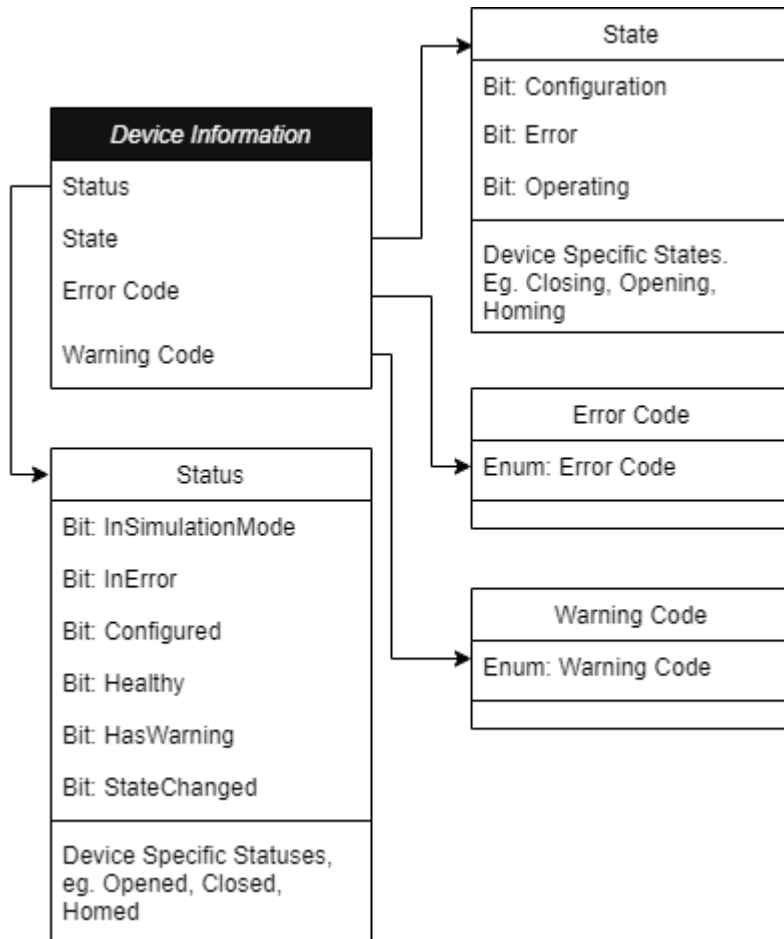 Device Information
Status
State
Error Code
Warning Code
Status
Bit: InSimulationMode
Bit: InError
Bit: Configured
Bit: Healthy
Bit: HasWarning
Bit: StateChanged
Device Specific Statuses,
eg. Opened, Closed,
Homed
State
Bit: Configuration
Bit: Error
Bit: Operating
Device Specific States.
Eg. Closing, Opening,
Homing
Error Code
Enum: Error Code
Warning Code
Enum: Warning Code